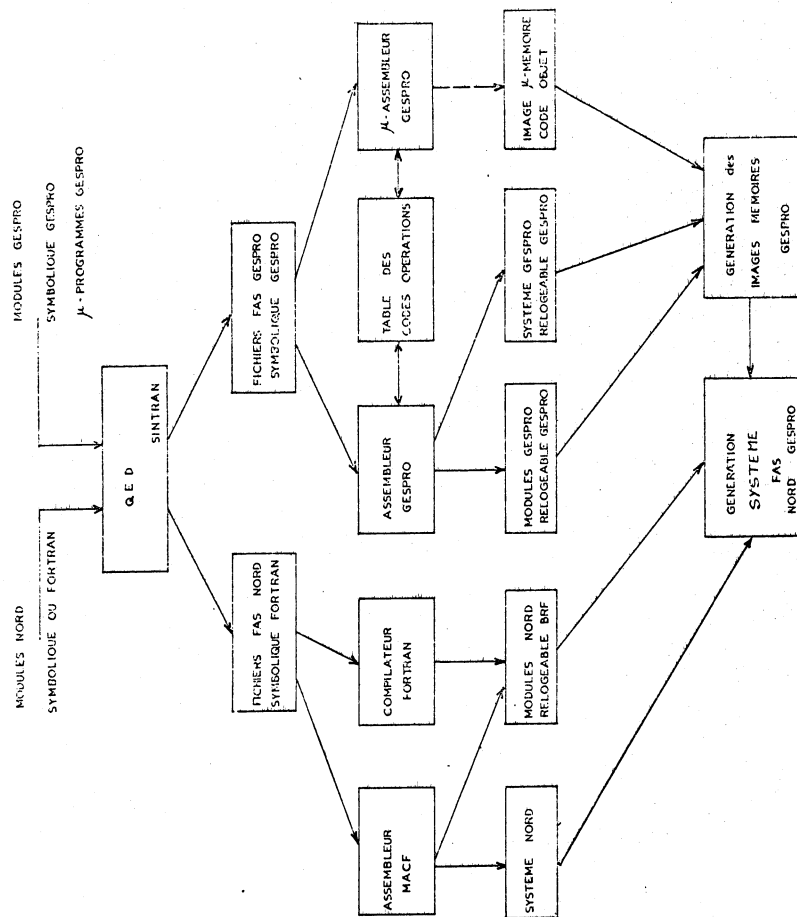 MODULES NORD
SYMBOLIQUE OU FORTRAN
MODULES GESPRO
SYMBOLIQUE GESPRO
μ-PROGRAMMES GESPRO
QED
SINTRAN
FICHIERS FAS NORD
SYMBOLIQUE FORTRAN
FICHIERS FAS GESPRO
SYMBOLIQUE GESPRO
ASSEMBLEUR
MACF
COMPILATEUR
FORTRAN
ASSEMBLEUR
GESPRO
TABLE DES
CODES OPERATIONS
μ-ASSEMBLEUR
GESPRO
SYSTEME NORD
MODULES NORD
RELOGEABLE BRF
MODULES GESPRO
RELOGEABLE GESPRO
SYSTEME GESPRO
RELOGEABLE GESPRO
IMAGE μ-MEMOIRE
CODE OBJET
GENERATION
SYSTEME
FAS
NORD GESPRO
GENERATION des
IMAGES MEMOIRES
GESPRO